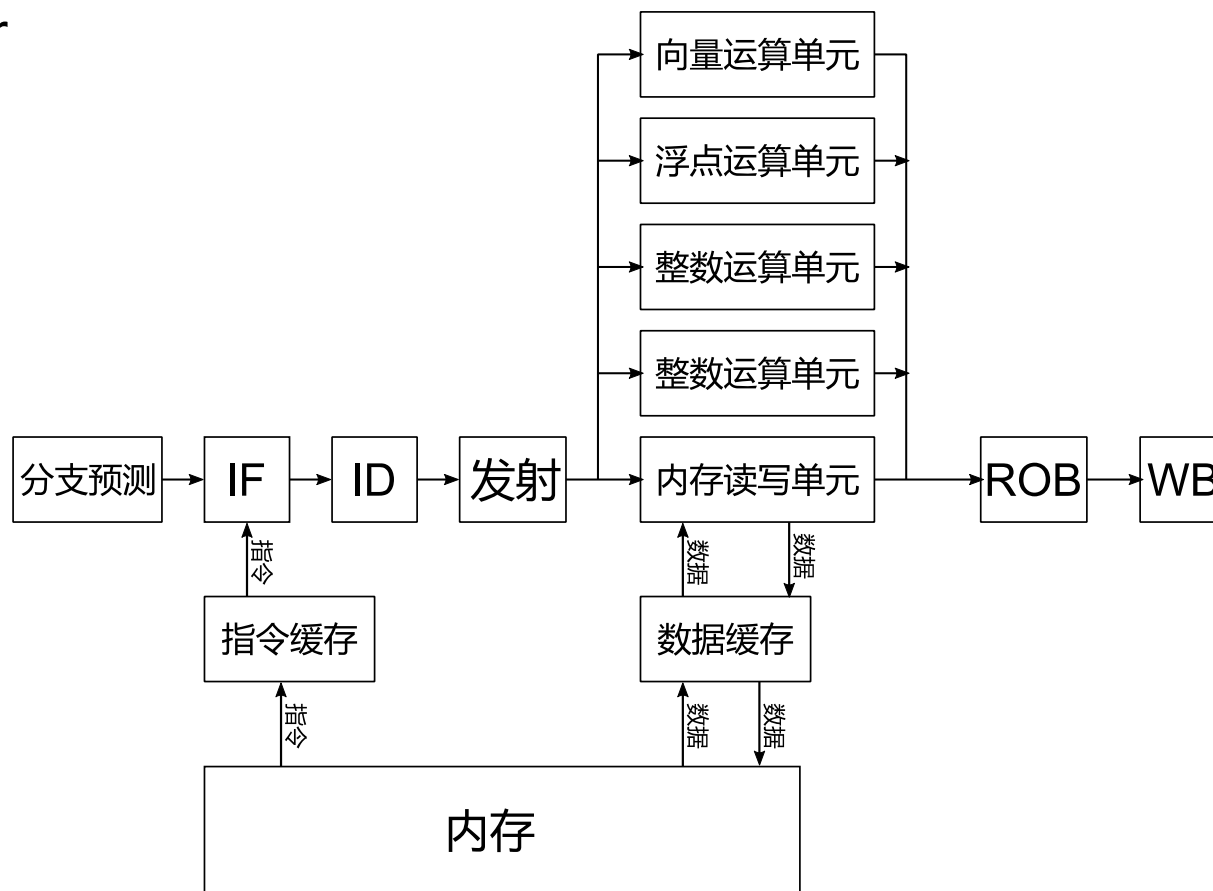 r
向量运算单元
浮点运算单元
整数运算单元
整数运算单元
分支预测
IF
ID
发射
内存读写单元
ROB
WB
指令
数据
数据
指令缓存
数据缓存
指令
数据
数据
内存